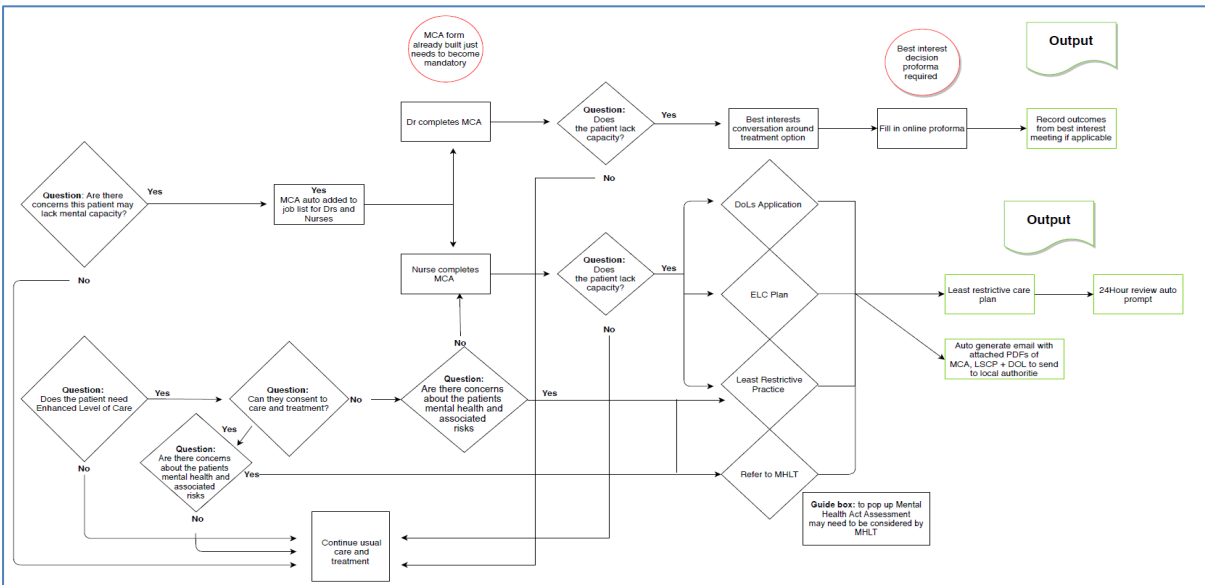 MCA form
already built just
needs to become
mandatory
Best interest
decision
proforma
required
Output
Dr completes MCA
Question:
Does
the patient lack
capacity?
Yes
Best interests
conversation around
treatment option
Fill in online proforma
Record outcomes
from best interest
meeting if applicable
No
Question: Are there
concerns this patient may
lack mental capacity?
Yes
Yes
MCA auto added to
job list for Drs and
Nurses
No
Nurse completes
MCA
Question:
Does
the patient lack
capacity?
Yes
No
DoLs Application
ELC Plan
Least Restrictive
Practice
Refer to MHLT
Output
Least restrictive care
plan
24Hour review auto
prompt
Auto generate email with
attached PDFs of
MCA, LSCP + DOL to send
to local authoritie
Question:
Does the patient need
Enhanced Level of Care
Yes
No
Question:
Can they consent to
care and treatment?
No
Yes
No
Question:
Are there concerns
about the patients
mental health and
associated
risks
Yes
Question:
Are there concerns
about the patients
mental health and
associated
risks
Yes
No
Continue usual
care and
treatment
Guide box: to pop up Mental
Health Act Assessment
may need to be considered by
MHLT